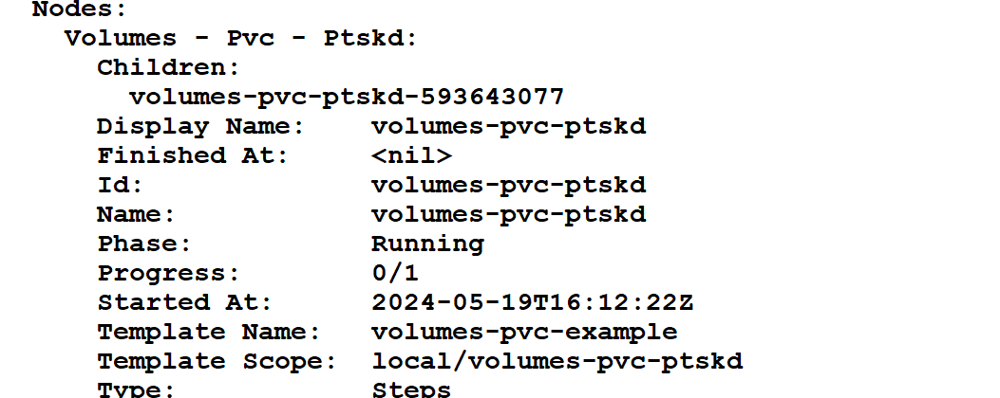 Nodes:
  Volumes - Pvc - Ptskd:
    Children:
      volumes-pvc-ptskd-593643077
    Display Name:    volumes-pvc-ptskd
    Finished At:     <nil>
    Id:              volumes-pvc-ptskd
    Name:            volumes-pvc-ptskd
    Phase:           Running
    Progress:        0/1
    Started At:      2024-05-19T16:12:22Z
    Template Name:   volumes-pvc-example
    Template Scope:  local/volumes-pvc-ptskd
    Type:            Steps